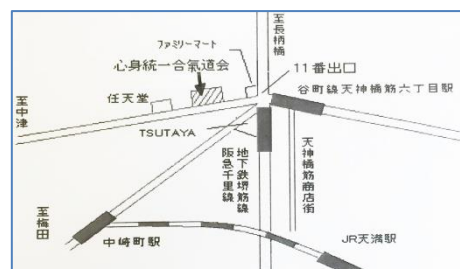 至長柄橋
ファミリーマート
心身統一合氣道会
11番出口
谷町線天神橋筋六丁目駅
任天堂
至中津
TSUTAYA
地下鉄堺筋線
阪急千里線
天神橋筋商店街
至梅田
中崎町駅
JR天満駅